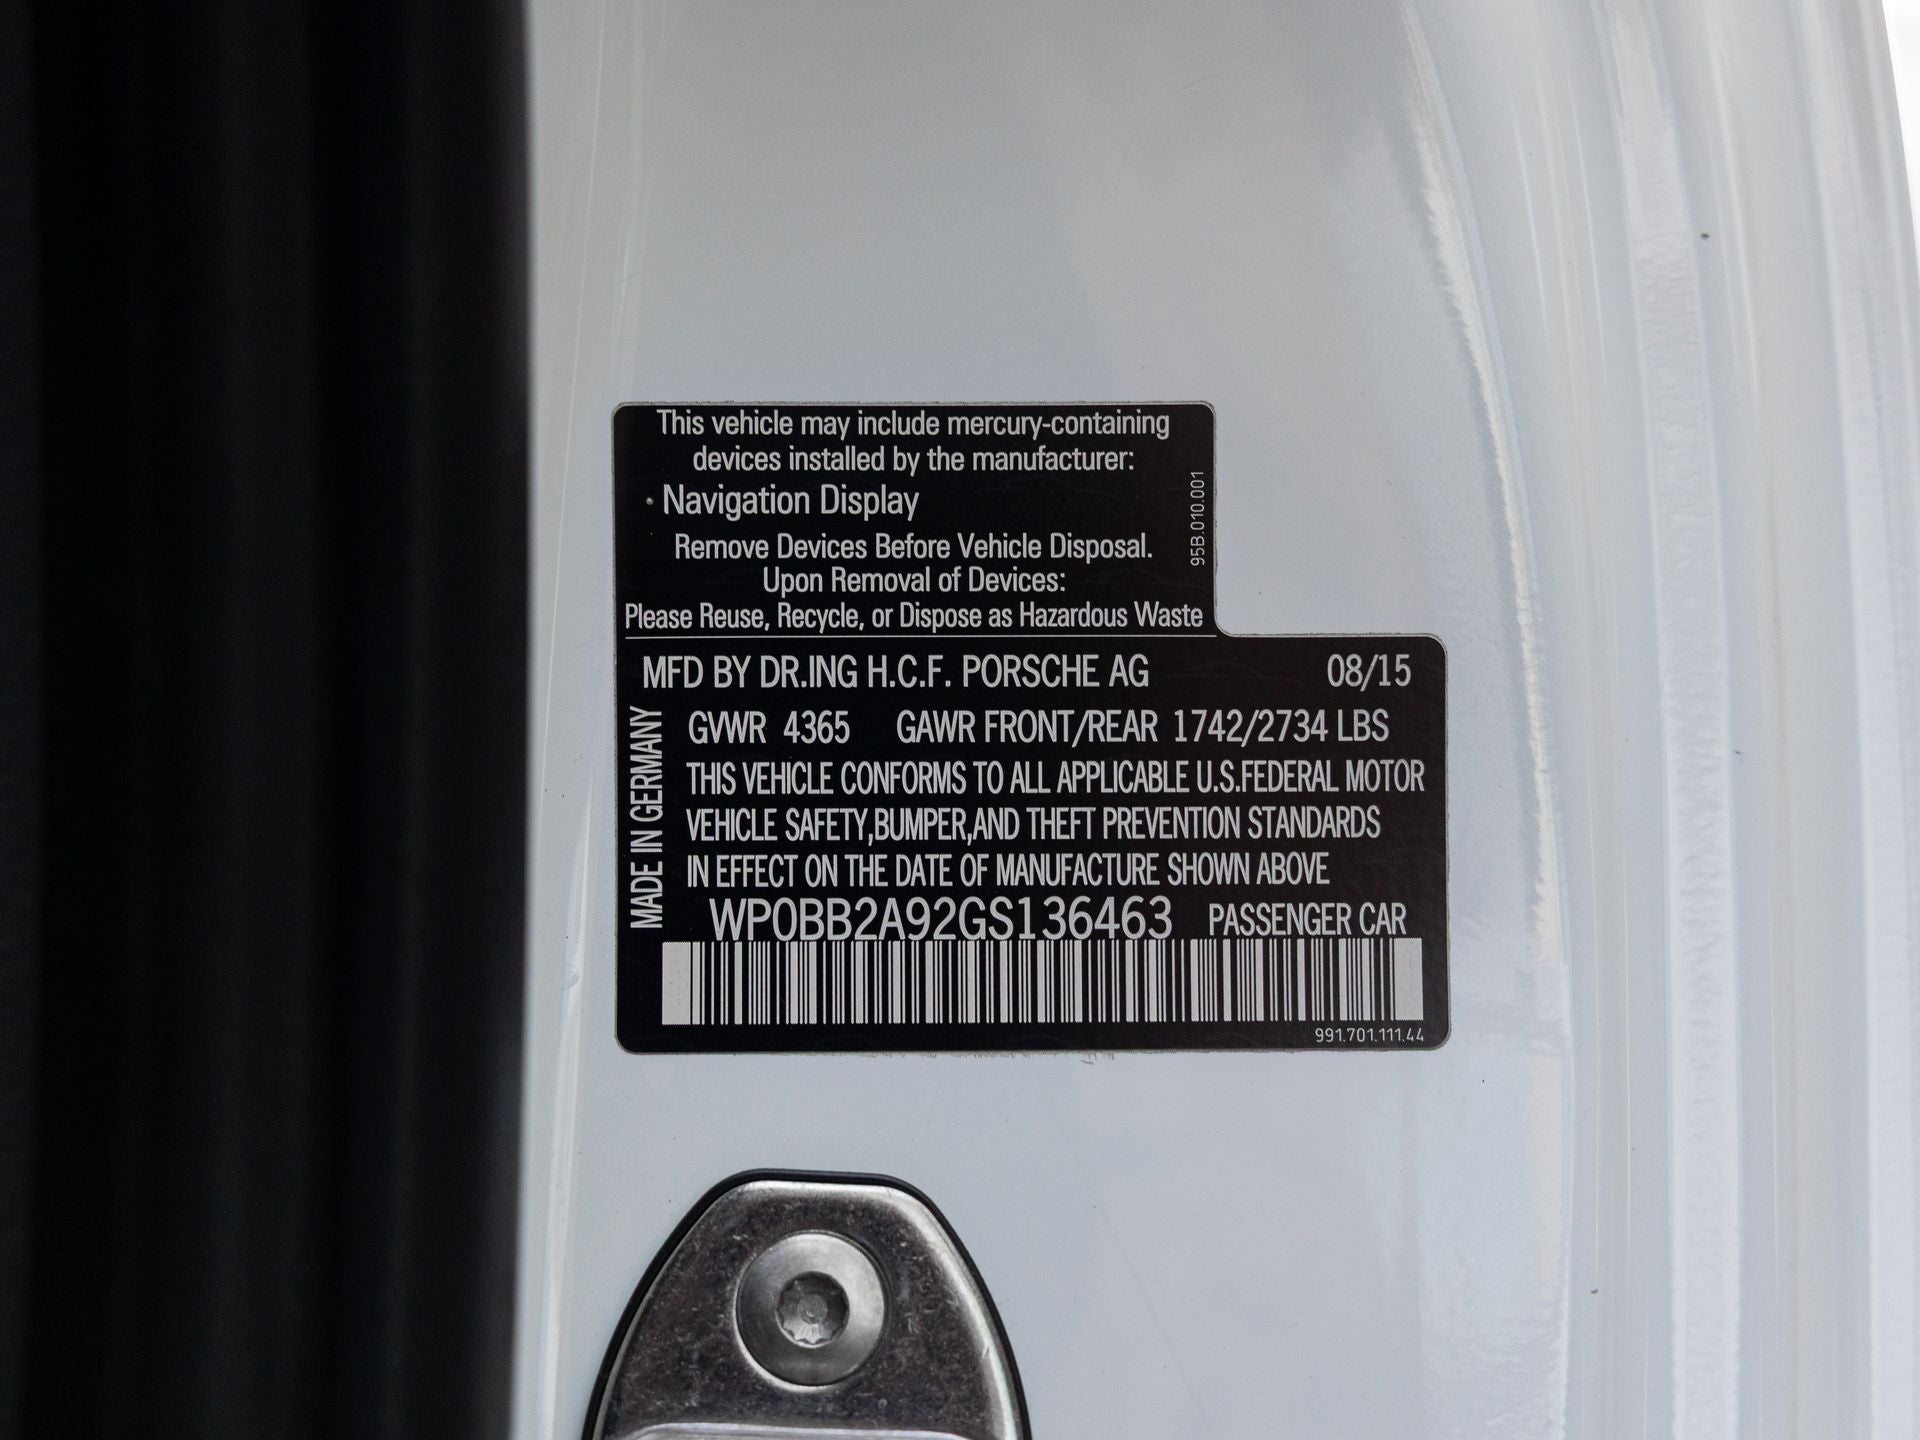 This vehicle may include mercury-containing
devices installed by the manufacturer:
· Navigation Display
Remove Devices Before Vehicle Disposal.
Upon Removal of Devices:
Please Reuse, Recycle, or Dispose as Hazardous Waste
95B.010.001
MFD BY DR.ING H.C.F. PORSCHE AG 08/15
GVWR 4365 GAWR FRONT/REAR 1742/2734 LBS
THIS VEHICLE CONFORMS TO ALL APPLICABLE U.S.FEDERAL MOTOR
VEHICLE SAFETY,BUMPER,AND THEFT PREVENTION STANDARDS
IN EFFECT ON THE DATE OF MANUFACTURE SHOWN ABOVE
MADE IN GERMANY
WP0BB2A92GS136463 PASSENGER CAR
991.701.111.44